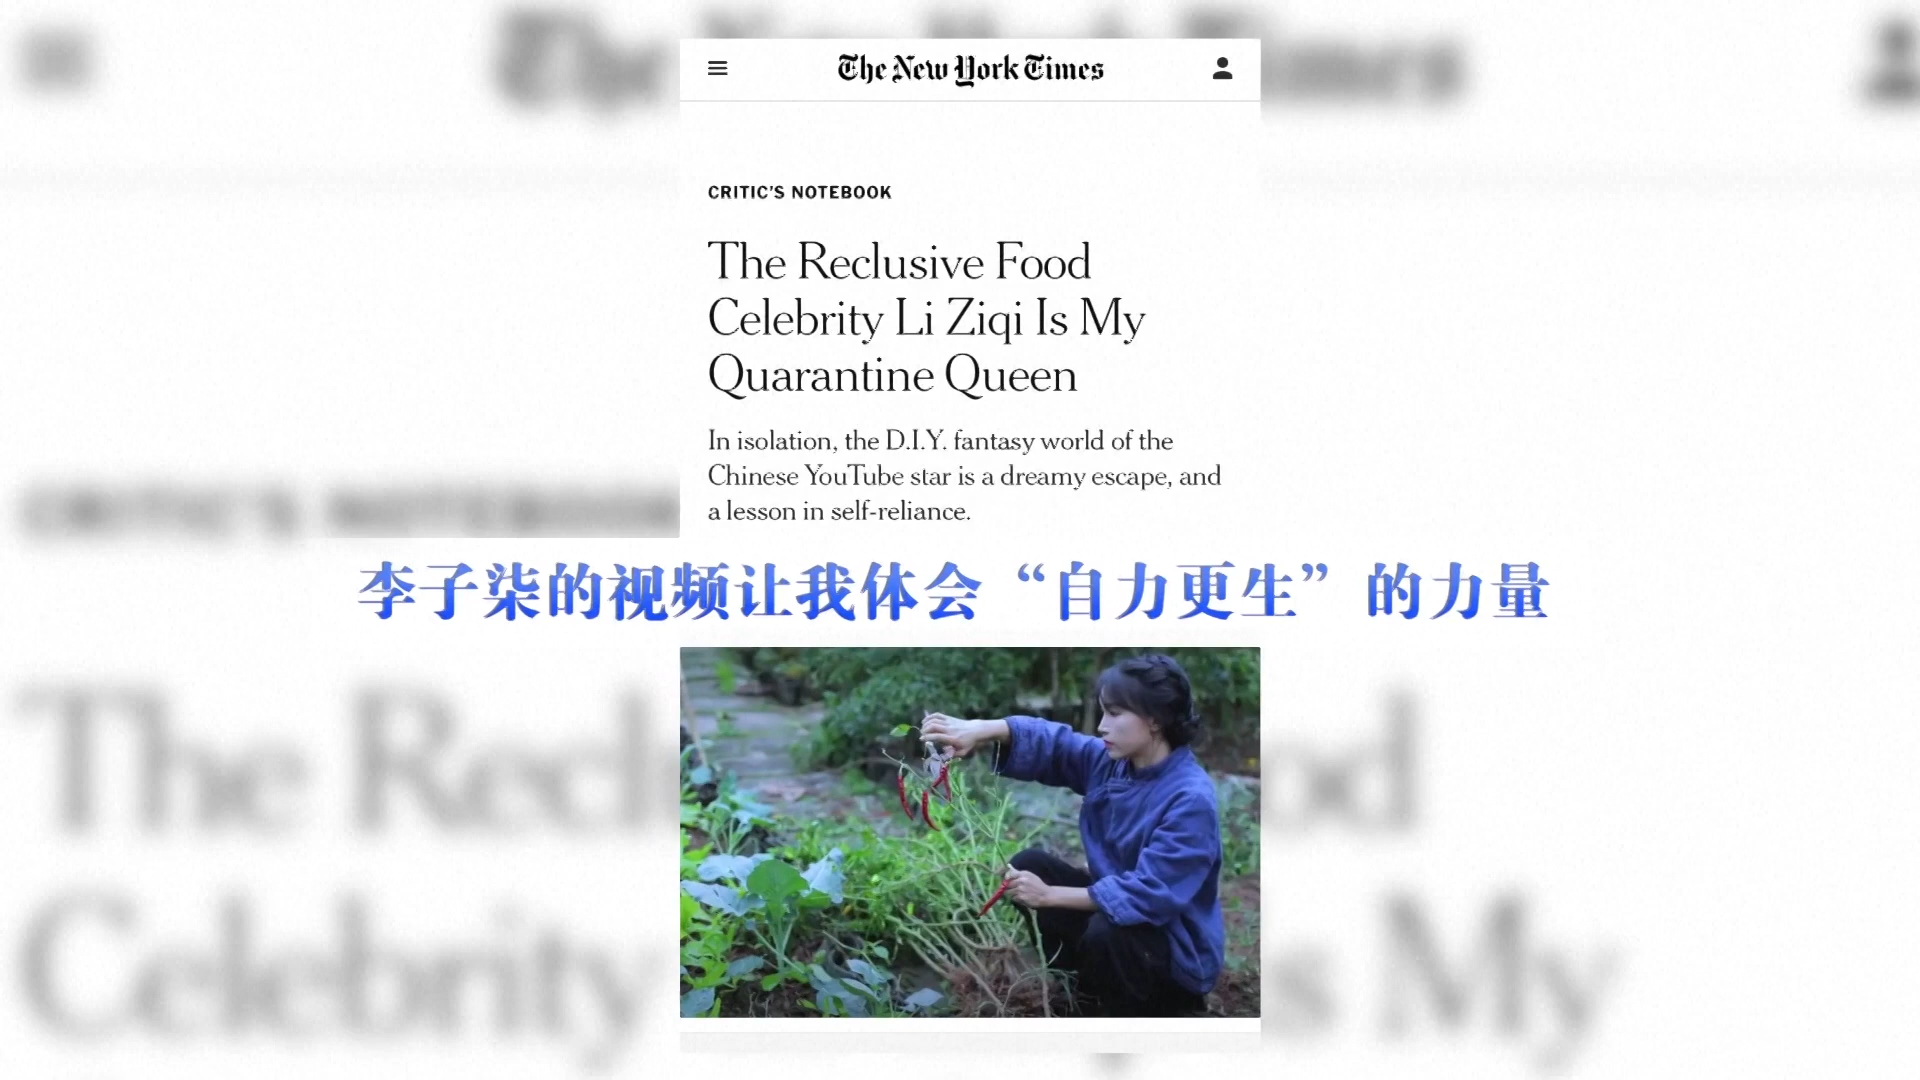 The New York Times
CRITIC'S NOTEBOOK
The Reclusive Food
Celebrity Li Ziqi Is My
Quarantine Queen
In isolation, the D.I.Y. fantasy world of the
Chinese YouTube star is a dreamy escape, and
a lesson in self-reliance.
李子柒的视频让我体会“自力更生”的力量